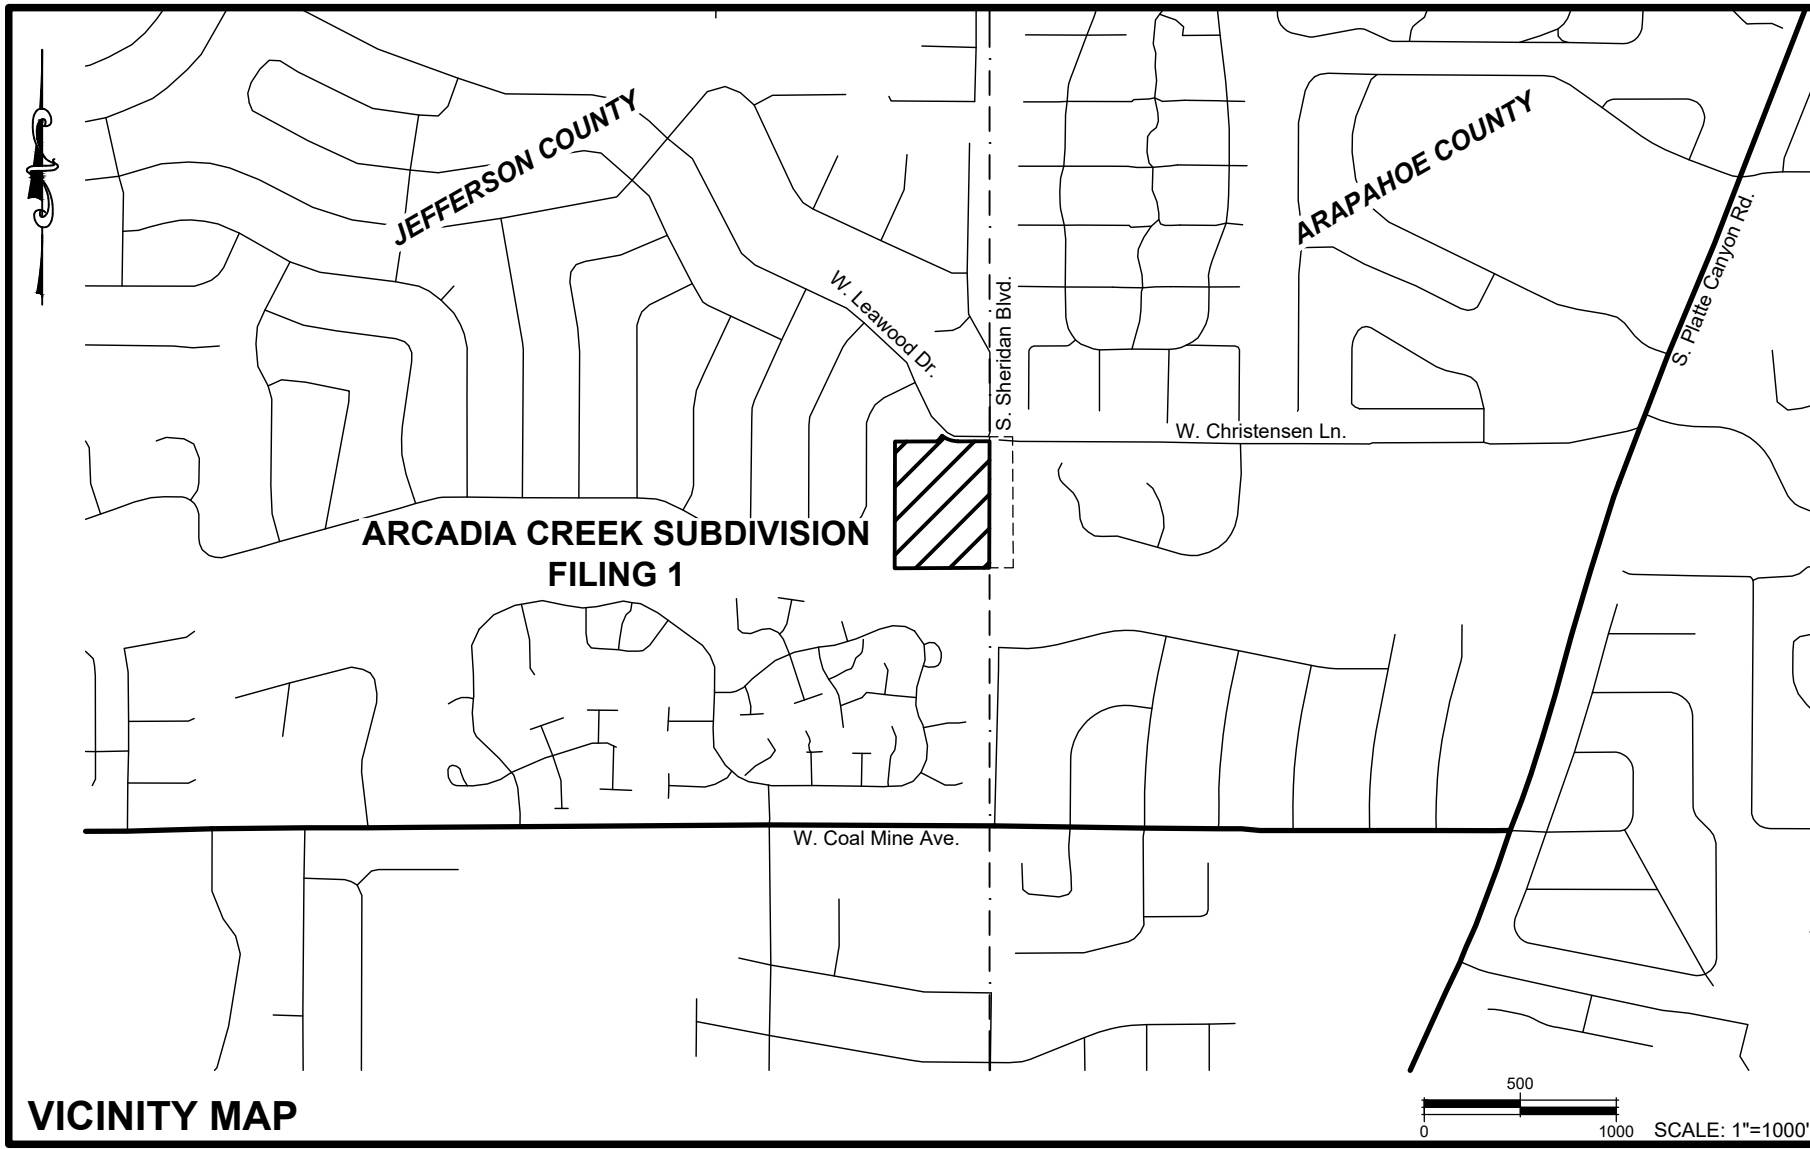 JEFFERSON COUNTY
ARAPAHOE COUNTY
S. Platte Canyon Rd.
W. Leawood Dr.
S. Sheridan Blvd.
W. Christensen Ln.
ARCADIA CREEK SUBDIVISION
FILING 1
W. Coal Mine Ave.
VICINITY MAP
500
0
1000
SCALE: 1"=1000'